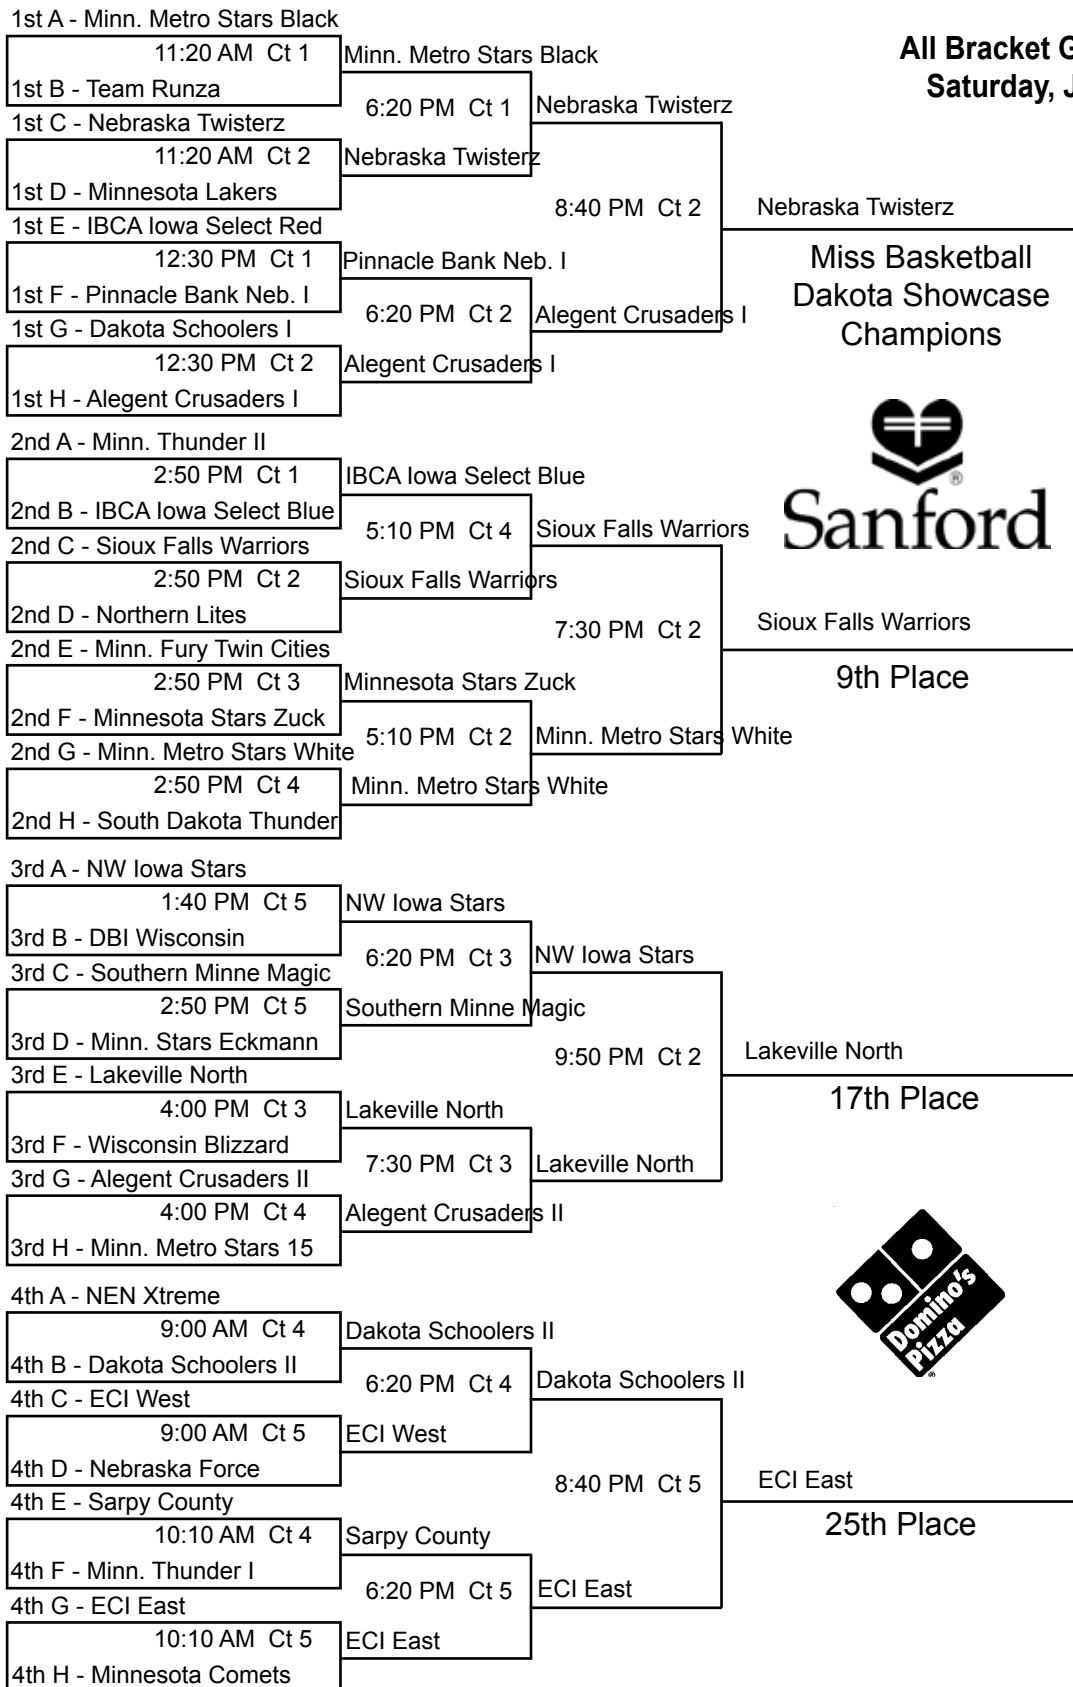 1st A - Minn. Metro Stars Black
11:20 AM Ct 1
Minn. Metro Stars Black
All Bracket G
Saturday, J
1st B - Team Runza
6:20 PM Ct 1
Nebraska Twisterz
1st C - Nebraska Twisterz
11:20 AM Ct 2
Nebraska Twisterz
1st D - Minnesota Lakers
8:40 PM Ct 2
Nebraska Twisterz
1st E - IBCA Iowa Select Red
12:30 PM Ct 1
Pinnacle Bank Neb. I
Miss Basketball
Dakota Showcase
Champions
1st F - Pinnacle Bank Neb. I
6:20 PM Ct 2
Alegent Crusaders I
1st G - Dakota Schoolers I
12:30 PM Ct 2
Alegent Crusaders I
1st H - Alegent Crusaders I
2nd A - Minn. Thunder II
2:50 PM Ct 1
IBCA Iowa Select Blue
®
Sanford
2nd B - IBCA Iowa Select Blue
5:10 PM Ct 4
Sioux Falls Warriors
2nd C - Sioux Falls Warriors
2:50 PM Ct 2
Sioux Falls Warriors
2nd D - Northern Lites
7:30 PM Ct 2
Sioux Falls Warriors
2nd E - Minn. Fury Twin Cities
2:50 PM Ct 3
Minnesota Stars Zuck
9th Place
2nd F - Minnesota Stars Zuck
5:10 PM Ct 2
Minn. Metro Stars White
2nd G - Minn. Metro Stars White
2:50 PM Ct 4
Minn. Metro Stars White
2nd H - South Dakota Thunder
3rd A - NW Iowa Stars
1:40 PM Ct 5
NW Iowa Stars
3rd B - DBI Wisconsin
6:20 PM Ct 3
NW Iowa Stars
3rd C - Southern Minne Magic
2:50 PM Ct 5
Southern Minne Magic
3rd D - Minn. Stars Eckmann
9:50 PM Ct 2
Lakeville North
3rd E - Lakeville North
4:00 PM Ct 3
Lakeville North
17th Place
3rd F - Wisconsin Blizzard
7:30 PM Ct 3
Lakeville North
3rd G - Alegent Crusaders II
4:00 PM Ct 4
Alegent Crusaders II
3rd H - Minn. Metro Stars 15
Domino's
Pizza
®
4th A - NEN Xtreme
9:00 AM Ct 4
Dakota Schoolers II
4th B - Dakota Schoolers II
6:20 PM Ct 4
Dakota Schoolers II
4th C - ECI West
9:00 AM Ct 5
ECI West
4th D - Nebraska Force
8:40 PM Ct 5
ECI East
4th E - Sarpy County
10:10 AM Ct 4
Sarpy County
25th Place
4th F - Minn. Thunder I
6:20 PM Ct 5
ECI East
4th G - ECI East
10:10 AM Ct 5
ECI East
4th H - Minnesota Comets